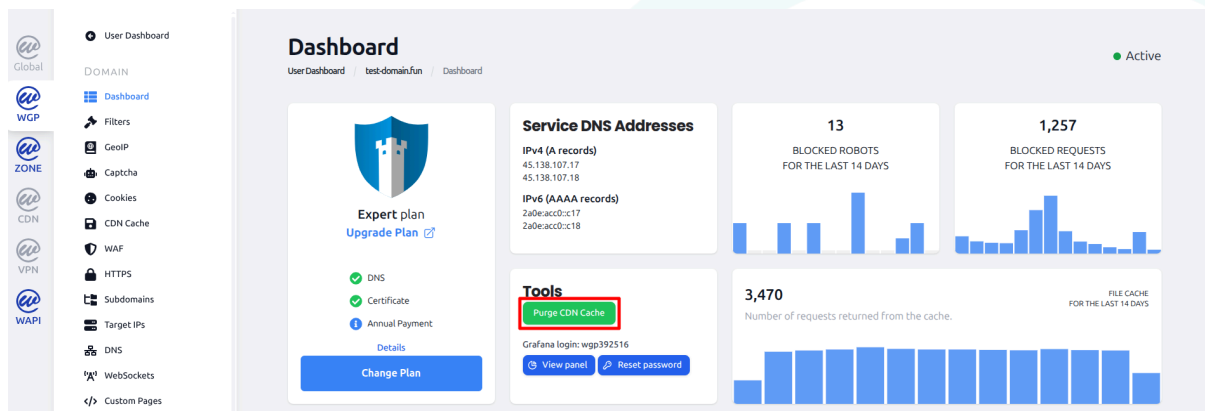 Global
WGP
ZONE
CDN
VPN
WAPI
User Dashboard
DOMAIN
Dashboard
Filters
GeoIP
Captcha
Cookies
CDN Cache
WAF
HTTPS
Subdomains
Target IPs
DNS
WebSockets
Custom Pages
Dashboard
User Dashboard / test-domain.fun / Dashboard
Active
Expert plan
Upgrade Plan
DNS
Certificate
Annual Payment
Details
Change Plan
Service DNS Addresses
IPv4 (A records)
45.138.107.17
45.138.107.18
IPv6 (AAAA records)
2a0e:acc0::c17
2a0e:acc0::c18
13
BLOCKED ROBOTS
FOR THE LAST 14 DAYS
1,257
BLOCKED REQUESTS
FOR THE LAST 14 DAYS
Tools
Purge CDN Cache
Grafana login: wgp392516
View panel
Reset password
3,470
Number of requests returned from the cache.
FILE CACHE
FOR THE LAST 14 DAYS